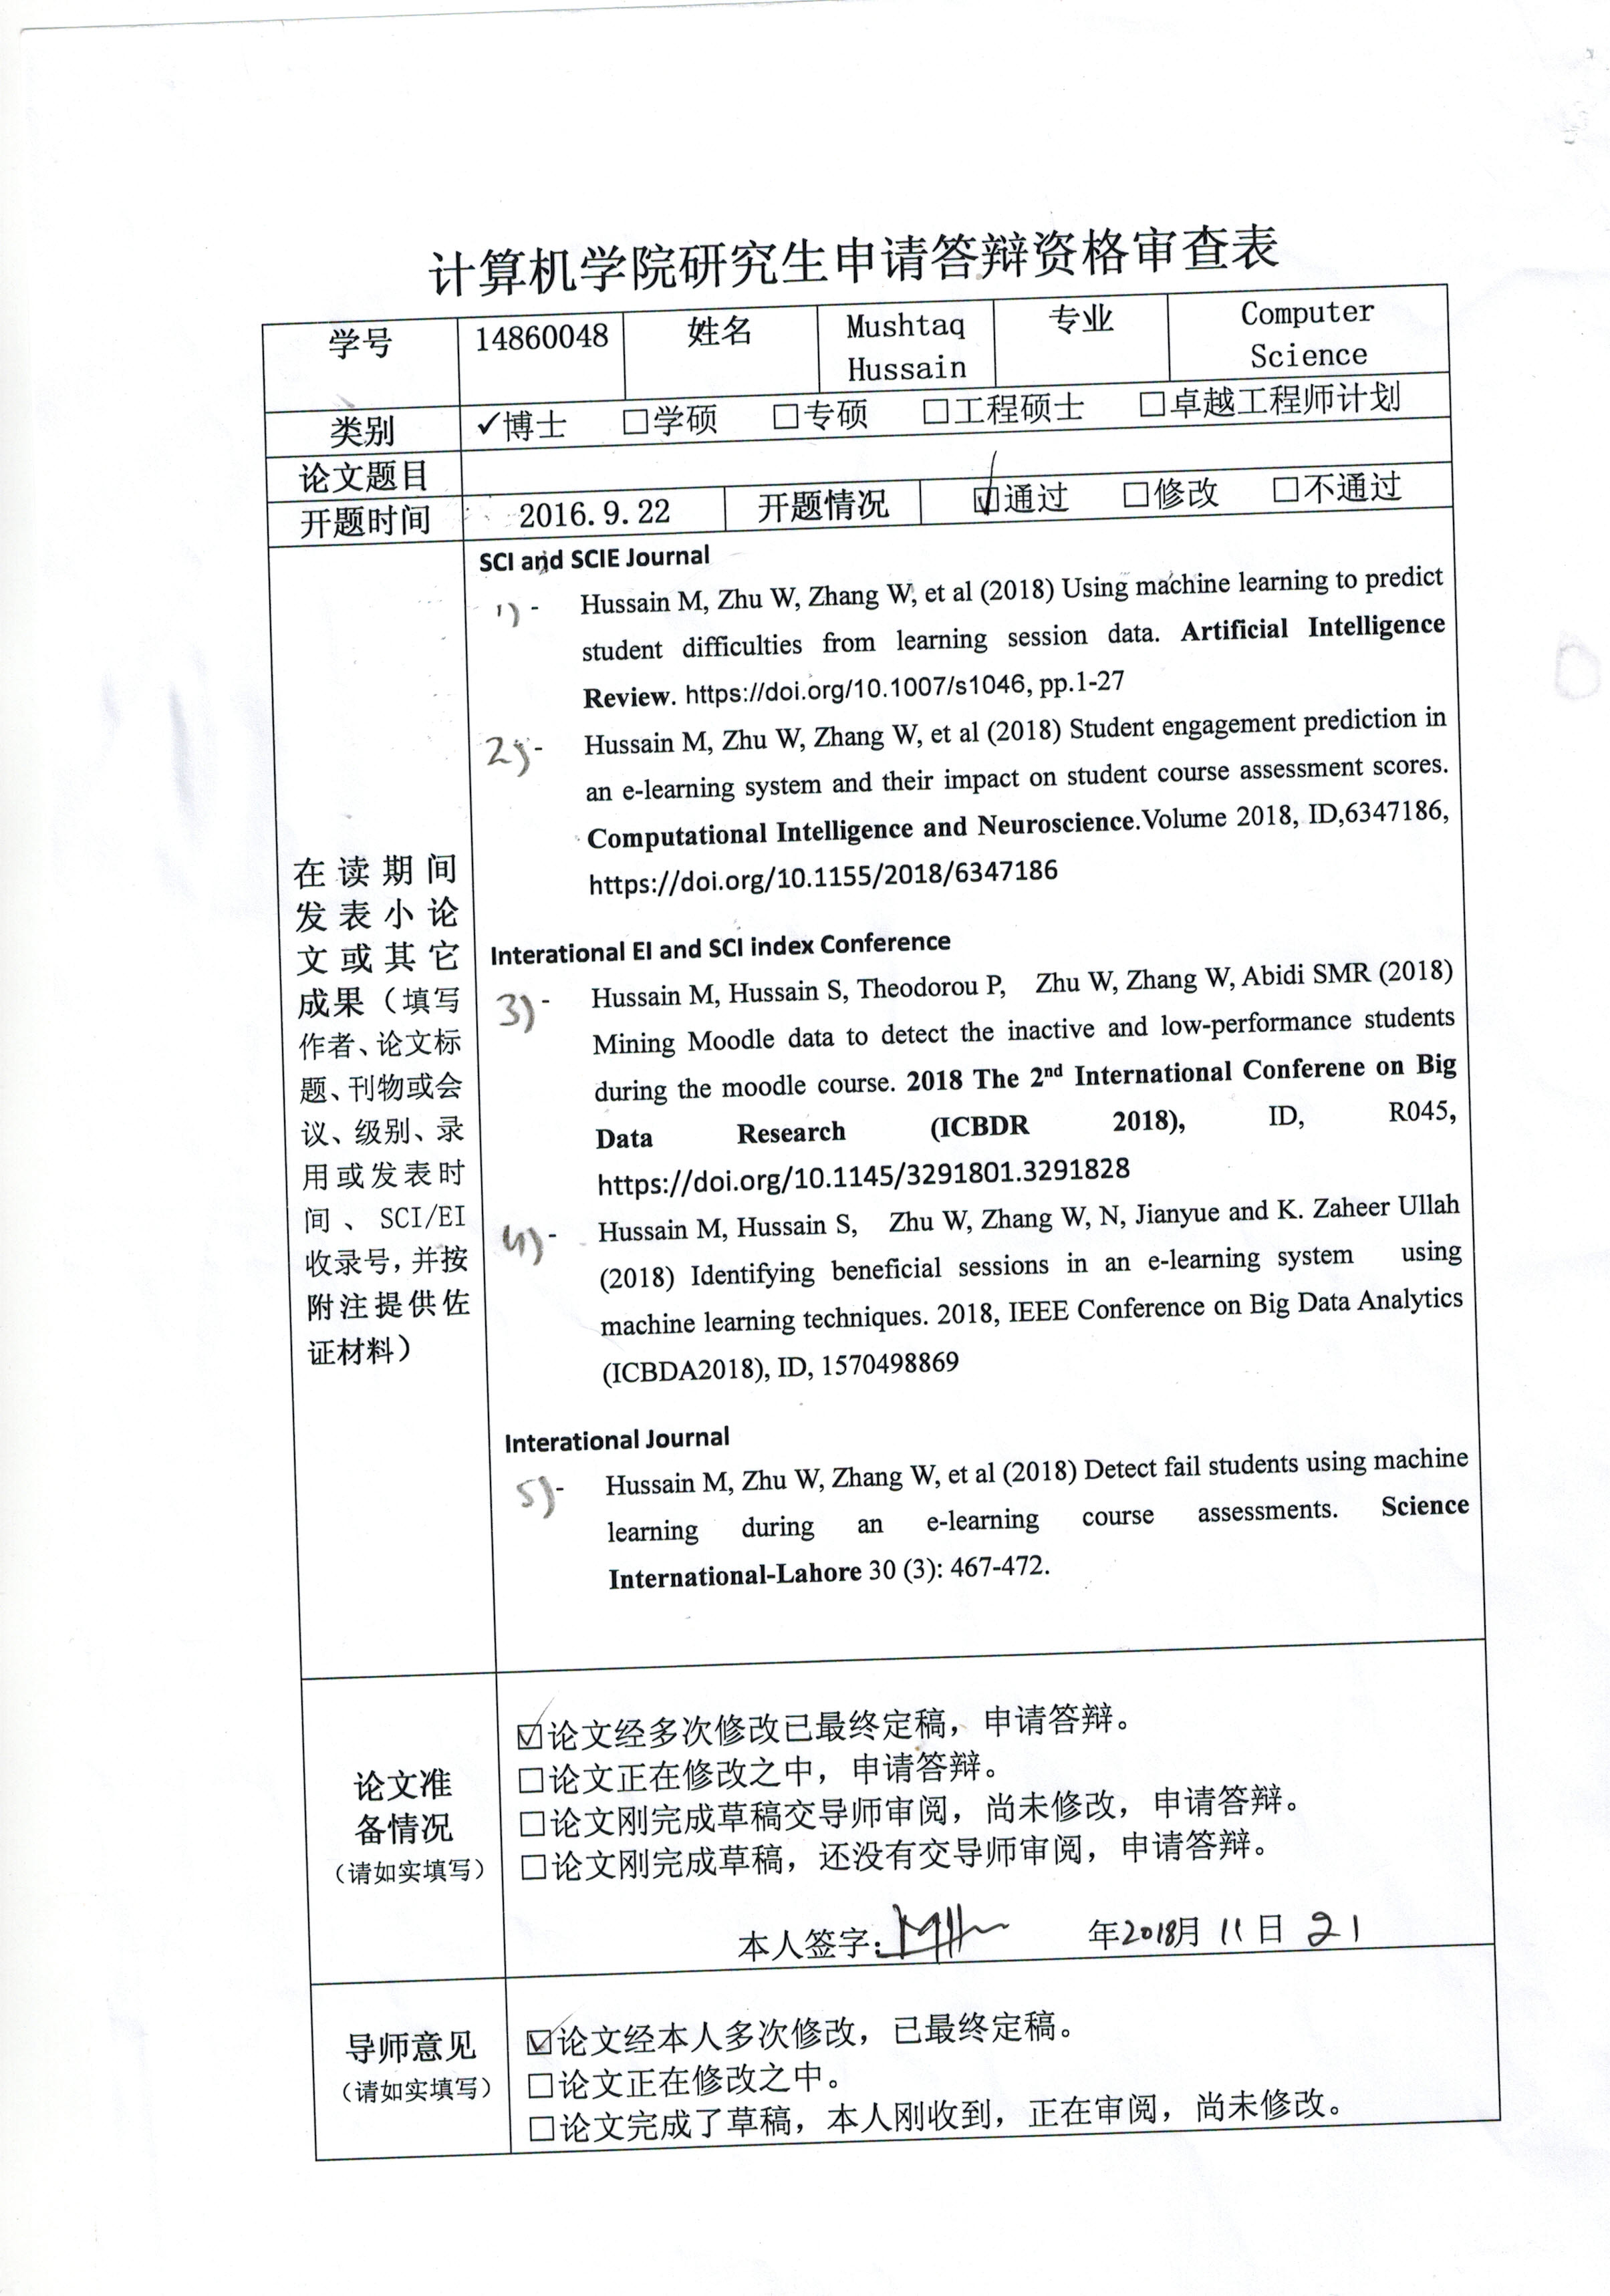 计算机学院研究生申请答辩资格审查表
学号 14860048 姓名 Mushtaq Hussain 专业 Computer Science
类别 ✓博士 □学硕 □专硕 □工程硕士 □卓越工程师计划
论文题目
开题时间 2016.9.22 开题情况 ☑通过 □修改 □不通过
在读期间
发表小论
文或其它
成果（填写
作者、论文标
题、刊物或会
议、级别、录
用或发表时
间、SCI/EI
收录号，并按
附注提供佐
证材料）
SCI and SCIE Journal
1)- Hussain M, Zhu W, Zhang W, et al (2018) Using machine learning to predict
student difficulties from learning session data. Artificial Intelligence
Review. https://doi.org/10.1007/s1046, pp.1-27
2)- Hussain M, Zhu W, Zhang W, et al (2018) Student engagement prediction in
an e-learning system and their impact on student course assessment scores.
Computational Intelligence and Neuroscience.Volume 2018, ID,6347186,
https://doi.org/10.1155/2018/6347186
Interational EI and SCI index Conference
3)- Hussain M, Hussain S, Theodorou P, Zhu W, Zhang W, Abidi SMR (2018)
Mining Moodle data to detect the inactive and low-performance students
during the moodle course. 2018 The 2nd International Conferene on Big
Data Research (ICBDR 2018), ID, R045,
https://doi.org/10.1145/3291801.3291828
4)- Hussain M, Hussain S, Zhu W, Zhang W, N, Jianyue and K. Zaheer Ullah
(2018) Identifying beneficial sessions in an e-learning system using
machine learning techniques. 2018, IEEE Conference on Big Data Analytics
(ICBDA2018), ID, 1570498869
Interational Journal
5)- Hussain M, Zhu W, Zhang W, et al (2018) Detect fail students using machine
learning during an e-learning course assessments. Science
International-Lahore 30 (3): 467-472.
论文准
备情况
（请如实填写）
☑论文经多次修改已最终定稿，申请答辩。
□论文正在修改之中，申请答辩。
□论文刚完成草稿交导师审阅，尚未修改，申请答辩。
□论文刚完成草稿，还没有交导师审阅，申请答辩。
本人签字： 年2018月 11 日 21
导师意见
（请如实填写）
☑论文经本人多次修改，已最终定稿。
□论文正在修改之中。
□论文完成了草稿，本人刚收到，正在审阅，尚未修改。